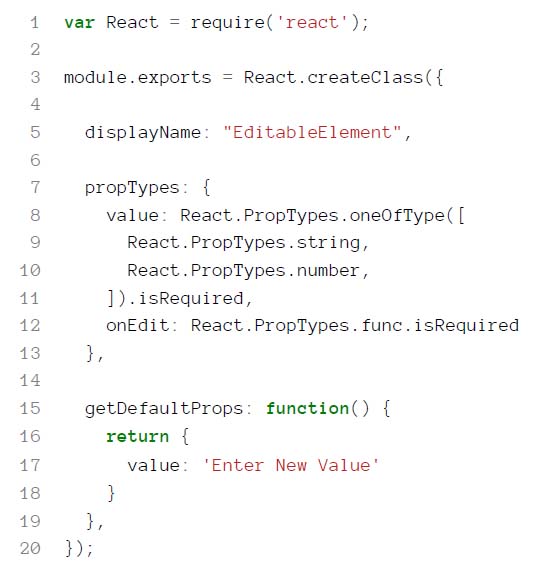 1 var React = require('react');
2
3 module.exports = React.createClass({
4
5   displayName: "EditableElement",
6
7   propTypes: {
8     value: React.PropTypes.oneOfType([
9       React.PropTypes.string,
10       React.PropTypes.number,
11     ]).isRequired,
12     onEdit: React.PropTypes.func.isRequired
13   },
14
15   getDefaultProps: function() {
16     return {
17       value: 'Enter New Value'
18     }
19   },
20 });